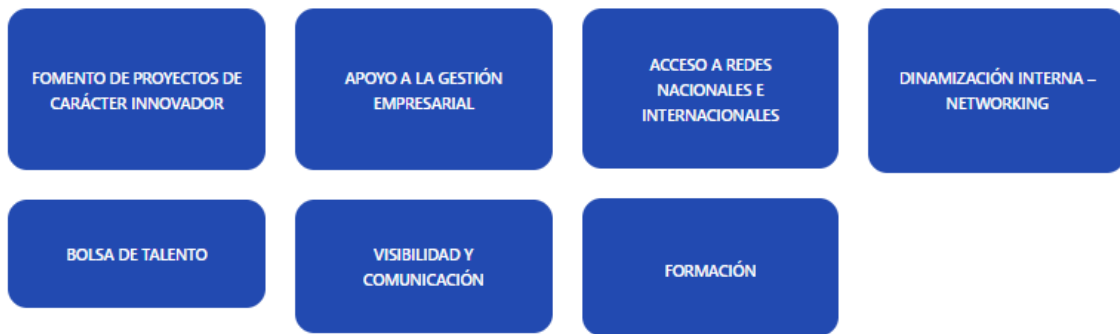 FOMENTO DE PROYECTOS DE
CARÁCTER INNOVADOR
APOYO A LA GESTIÓN
EMPRESARIAL
ACCESO A REDES
NACIONALES E
INTERNACIONALES
DINAMIZACIÓN INTERNA –
NETWORKING
BOLSA DE TALENTO
VISIBILIDAD Y
COMUNICACIÓN
FORMACIÓN